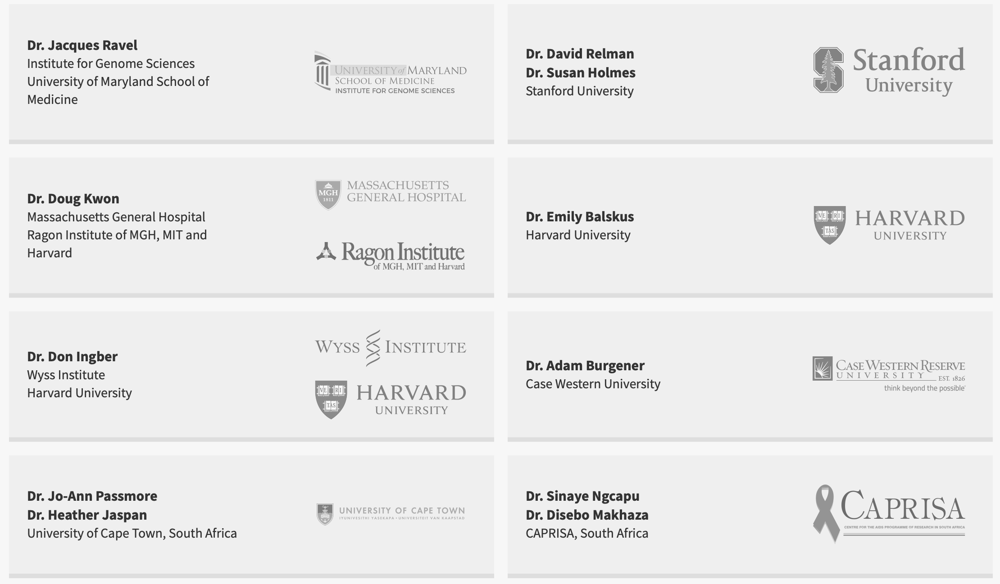 Dr. Jacques Ravel
Institute for Genome Sciences
University of Maryland School of
Medicine
UNIVERSITY of MARYLAND
SCHOOL OF MEDICINE
INSTITUTE FOR GENOME SCIENCES
Dr. David Relman
Dr. Susan Holmes
Stanford University
Stanford
University
Dr. Doug Kwon
Massachusetts General Hospital
Ragon Institute of MGH, MIT and
Harvard
MGH
1811
MASSACHUSETTS
GENERAL HOSPITAL
Ragon Institute
of MGH, MIT and Harvard
Dr. Emily Balskus
Harvard University
VE RI
TAS
HARVARD
UNIVERSITY
Dr. Don Ingber
Wyss Institute
Harvard University
WYSS INSTITUTE
VE RI
TAS
HARVARD
UNIVERSITY
Dr. Adam Burgener
Case Western University
CASE WESTERN RESERVE
UNIVERSITY EST. 1826
think beyond the possible
Dr. Jo-Ann Passmore
Dr. Heather Jaspan
University of Cape Town, South Africa
UNIVERSITY OF CAPE TOWN
IYUNIVESITHI YASEKAPA • UNIVERSITEIT VAN KAAPSTAD
Dr. Sinaye Ngcapu
Dr. Disebo Makhaza
CAPRISA, South Africa
CAPRISA
CENTRE FOR THE AIDS PROGRAMME OF RESEARCH IN SOUTH AFRICA